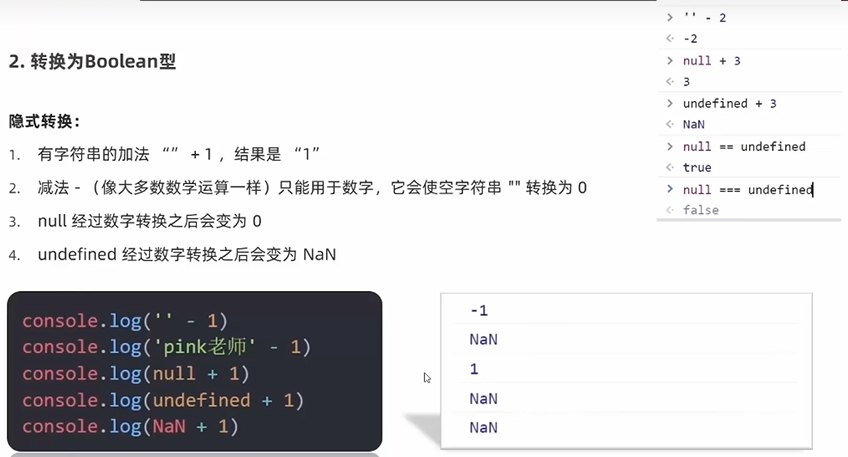 2. 转换为Boolean型
隐式转换：
1. 有字符串的加法 “” + 1 ，结果是 “1”
2. 减法 - （像大多数数学运算一样）只能用于数字，它会使空字符串 "" 转换为 0
3. null 经过数字转换之后会变为 0
4. undefined 经过数字转换之后会变为 NaN
console.log('' - 1)
console.log('pink老师' - 1)
console.log(null + 1)
console.log(undefined + 1)
console.log(NaN + 1)
-1
NaN
1
NaN
NaN
> '' - 2
<· -2
> null + 3
<· 3
> undefined + 3
<· NaN
> null == undefined
<· true
> null === undefined
<· false